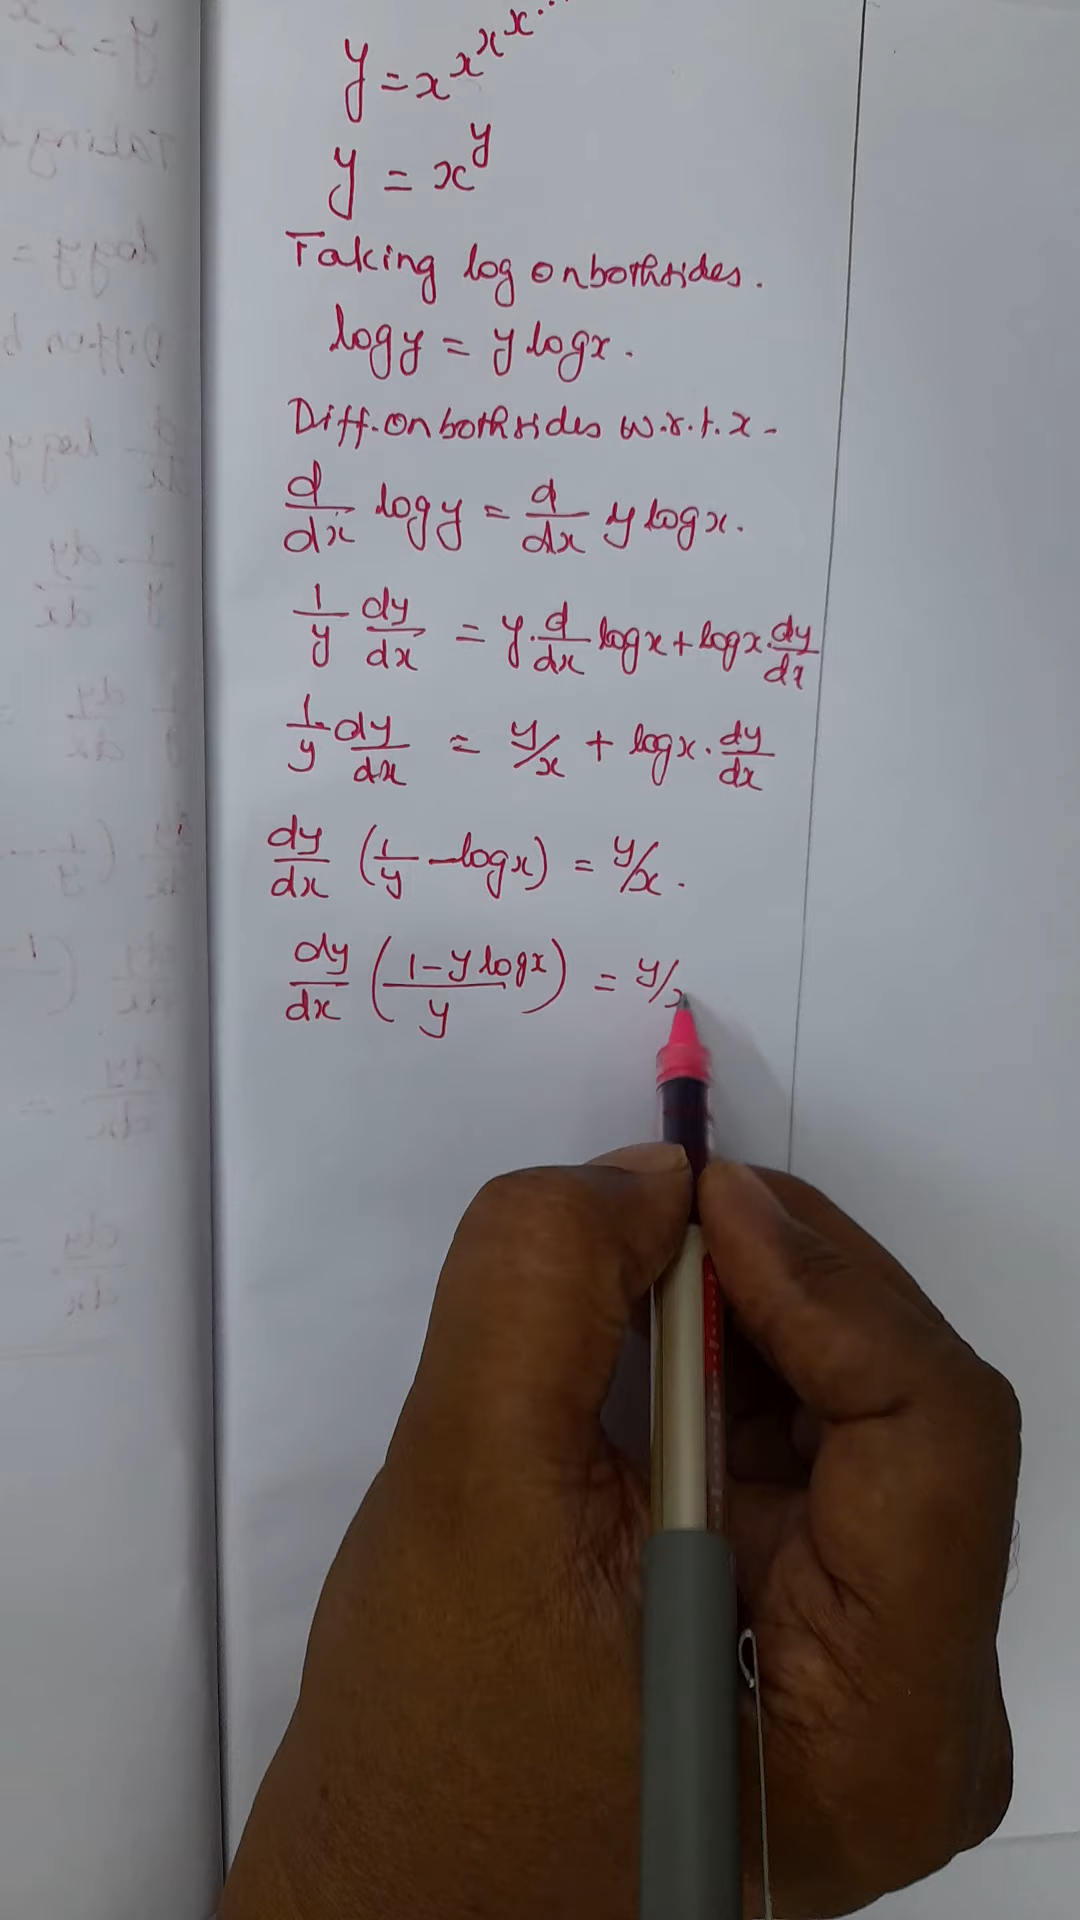 y = x^x^x^x^...
y = x^y
Taking log on both sides.
log y = y log x.
Diff. on both sides w.r.t. x -
d/dx log y = d/dx y log x.
1/y dy/dx = y · d/dx log x + log x · dy/dx
1/y · dy/dx = y/x + log x · dy/dx
dy/dx (1/y - log x) = y/x .
dy/dx ((1 - y log x)/y) = y/